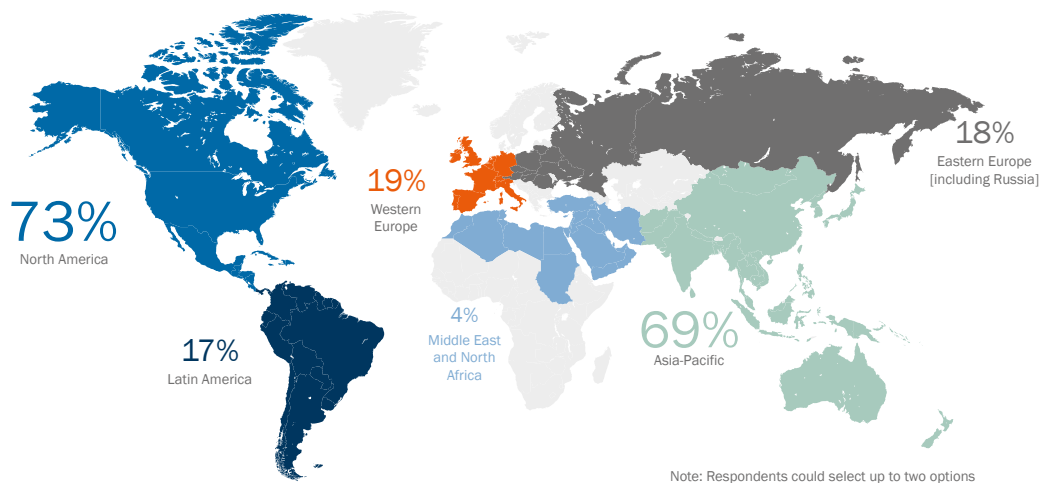 73%
North America
17%
Latin America
19%
Western
Europe
4%
Middle East
and North
Africa
69%
Asia-Pacific
18%
Eastern Europe
[including Russia]
Note: Respondents could select up to two options